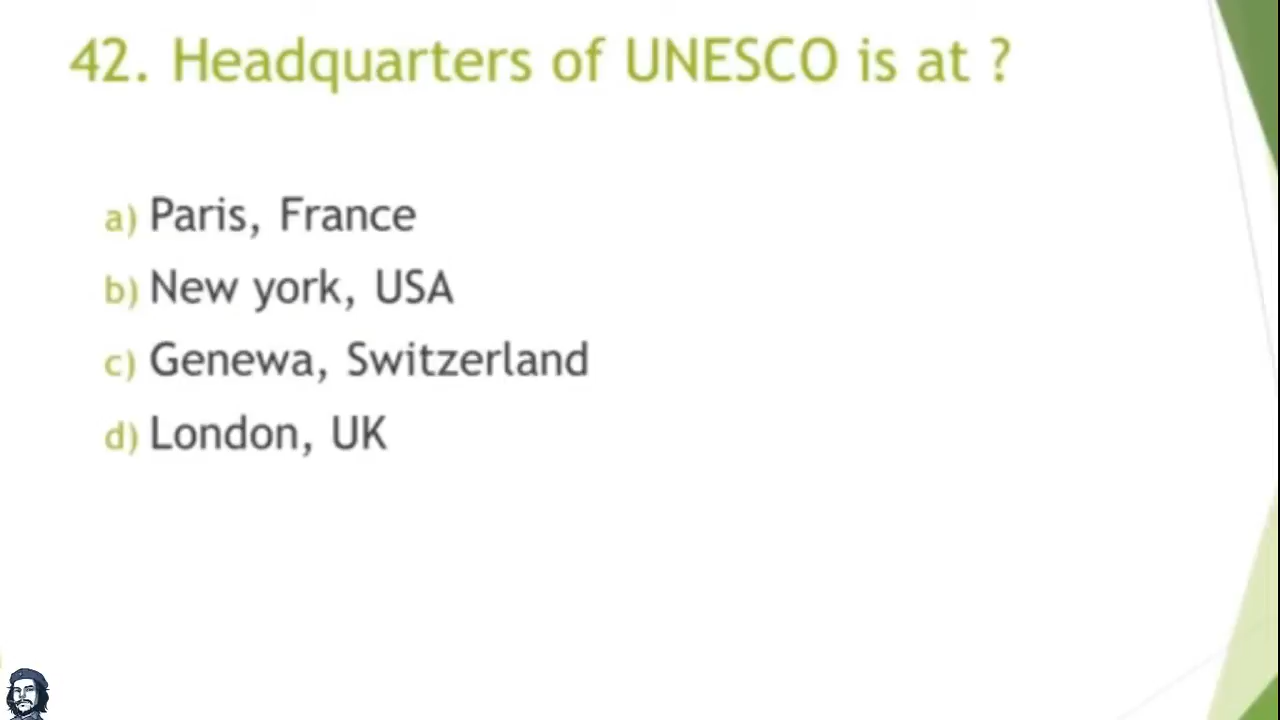 42. Headquarters of UNESCO is at ?
a) Paris, France
b) New york, USA
c) Genewa, Switzerland
d) London, UK